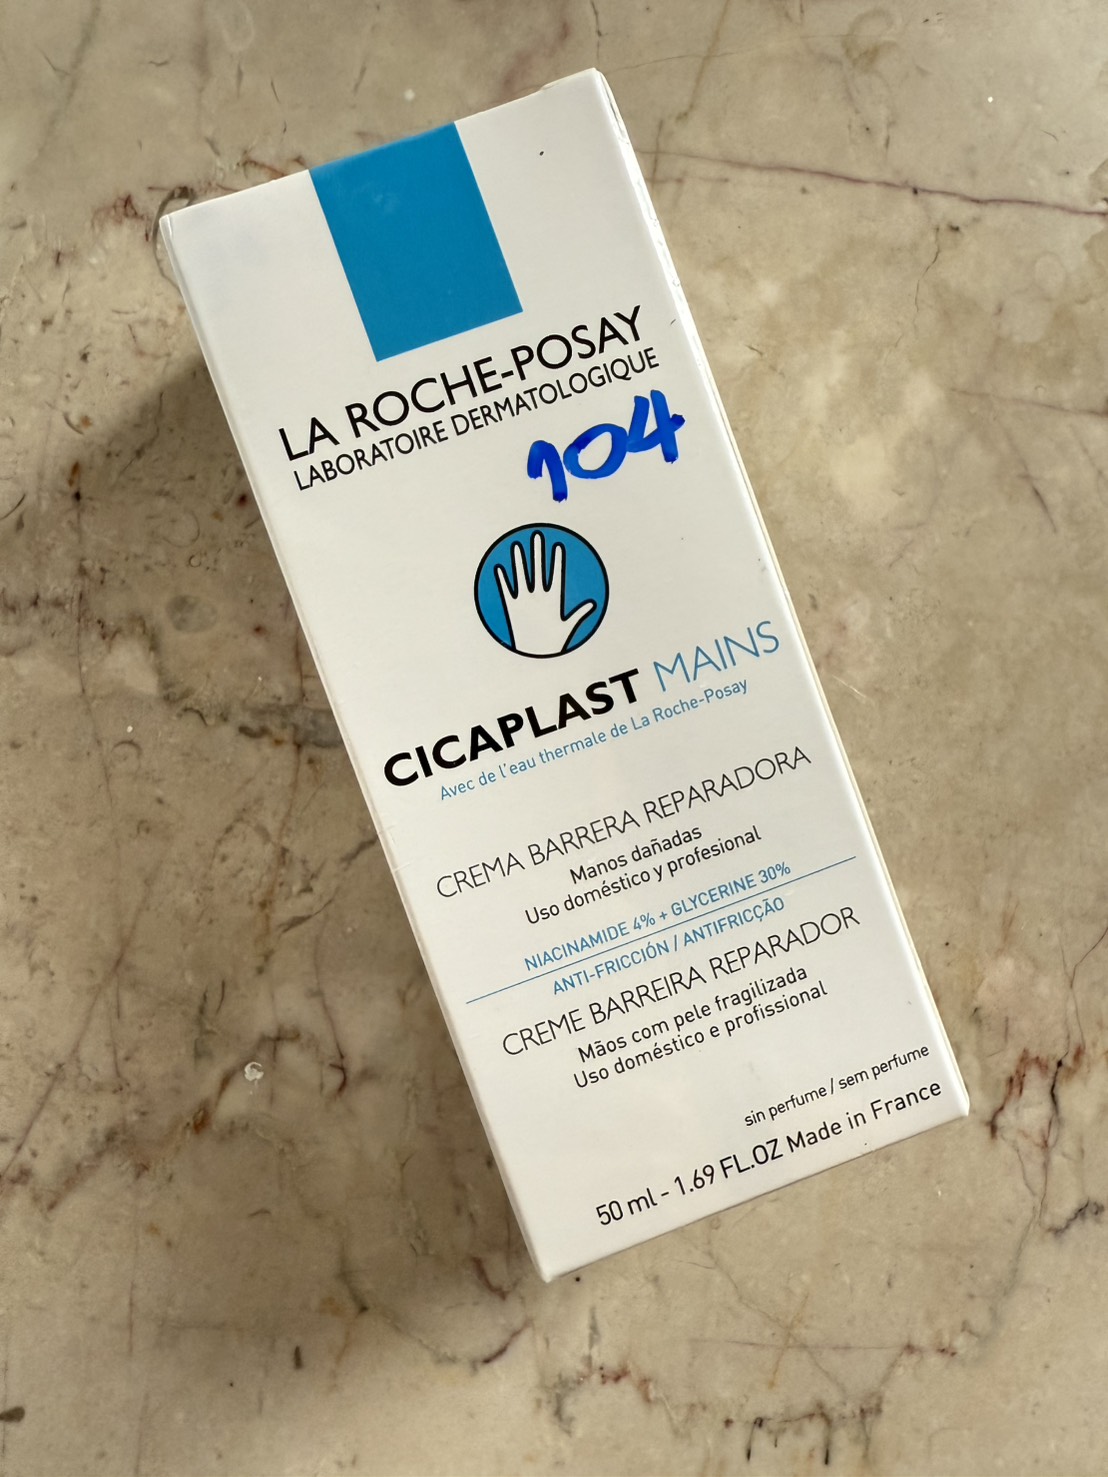 LA ROCHE-POSAY
LABORATOIRE DERMATOLOGIQUE
104
CICAPLAST MAINS
Avec de l'eau thermale de La Roche-Posay
CREMA BARRERA REPARADORA
Manos dañadas
Uso doméstico y profesional
NIACINAMIDE 4% + GLYCERINE 30%
ANTI-FRICCIÓN / ANTIFRICÇÃO
CREME BARREIRA REPARADOR
Mãos com pele fragilizada
Uso doméstico e profissional
sin perfume / sem perfume
50 ml - 1.69 FL.OZ Made in France